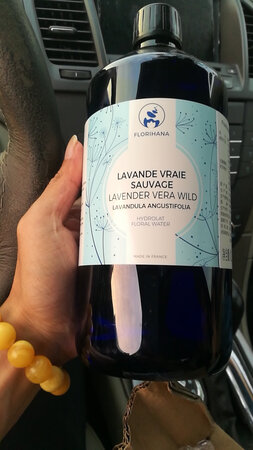 FLORIHANA
LAVANDE VRAIE
SAUVAGE
LAVENDER VERA WILD
LAVANDULA ANGUSTIFOLIA
HYDROLAT
FLORAL WATER
MADE IN FRANCE